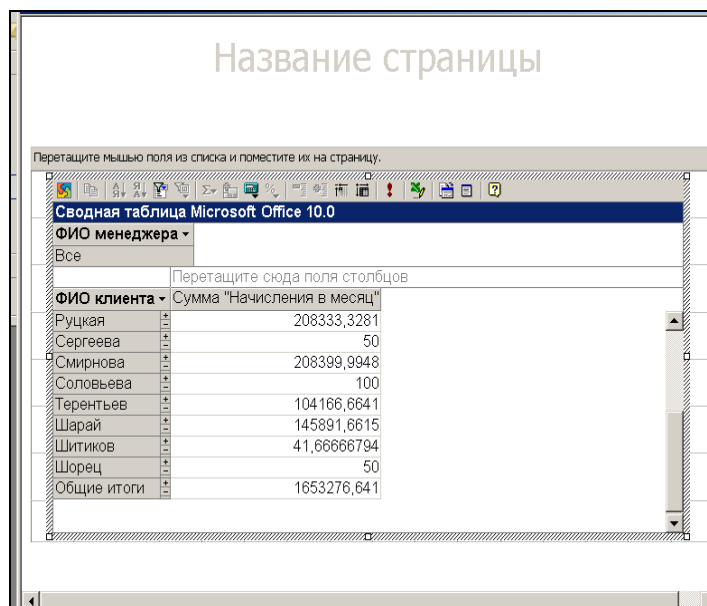 Название страницы
Перетащите мышью поля из списка и поместите их на страницу.
Сводная таблица Microsoft Office 10.0
ФИО менеджера
Все
Перетащите сюда поля столбцов
ФИО клиента Сумма "Начисления в месяц"
Руцкая 208333,3281
Сергеева 50
Смирнова 208399,9948
Соловьева 100
Терентьев 104166,6641
Шарай 145891,6615
Шитиков 41,66666794
Шорец 50
Общие итоги 1653276,641